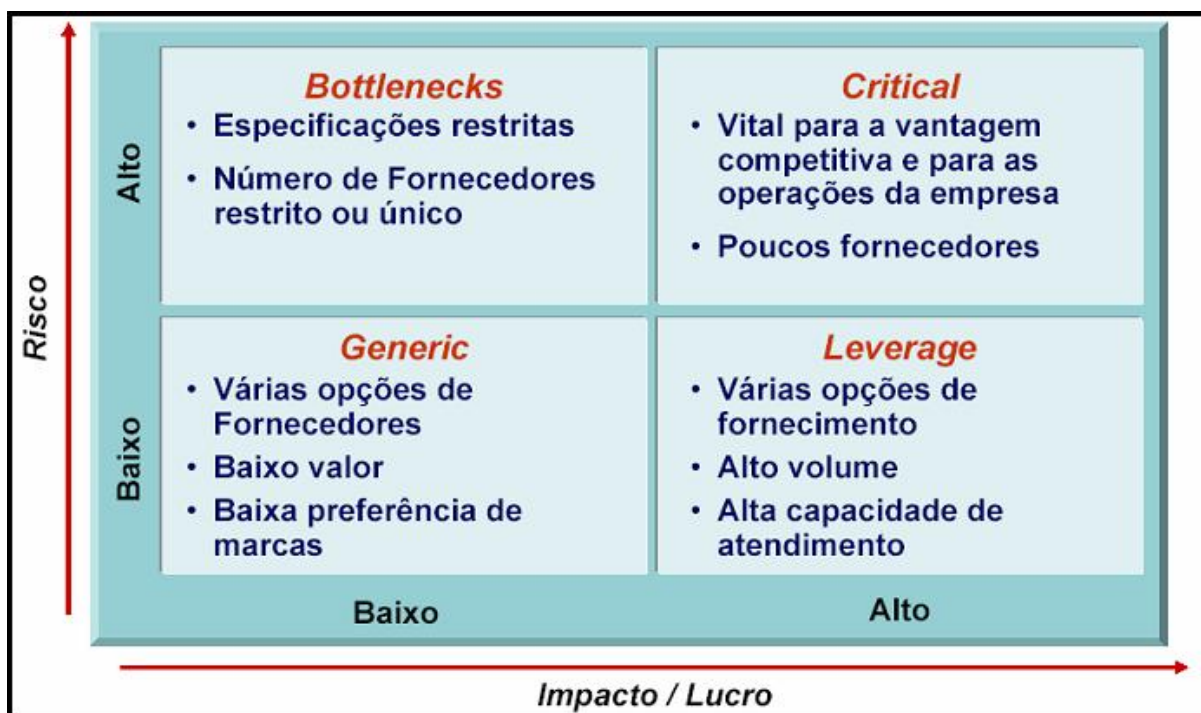 Risco
Alto
Bottlenecks
• Especificações restritas
• Número de Fornecedores
restrito ou único
Critical
• Vital para a vantagem
competitiva e para as
operações da empresa
• Poucos fornecedores
Baixo
Generic
• Várias opções de
Fornecedores
• Baixo valor
• Baixa preferência de
marcas
Leverage
• Várias opções de
fornecimento
• Alto volume
• Alta capacidade de
atendimento
Baixo
Alto
Impacto / Lucro